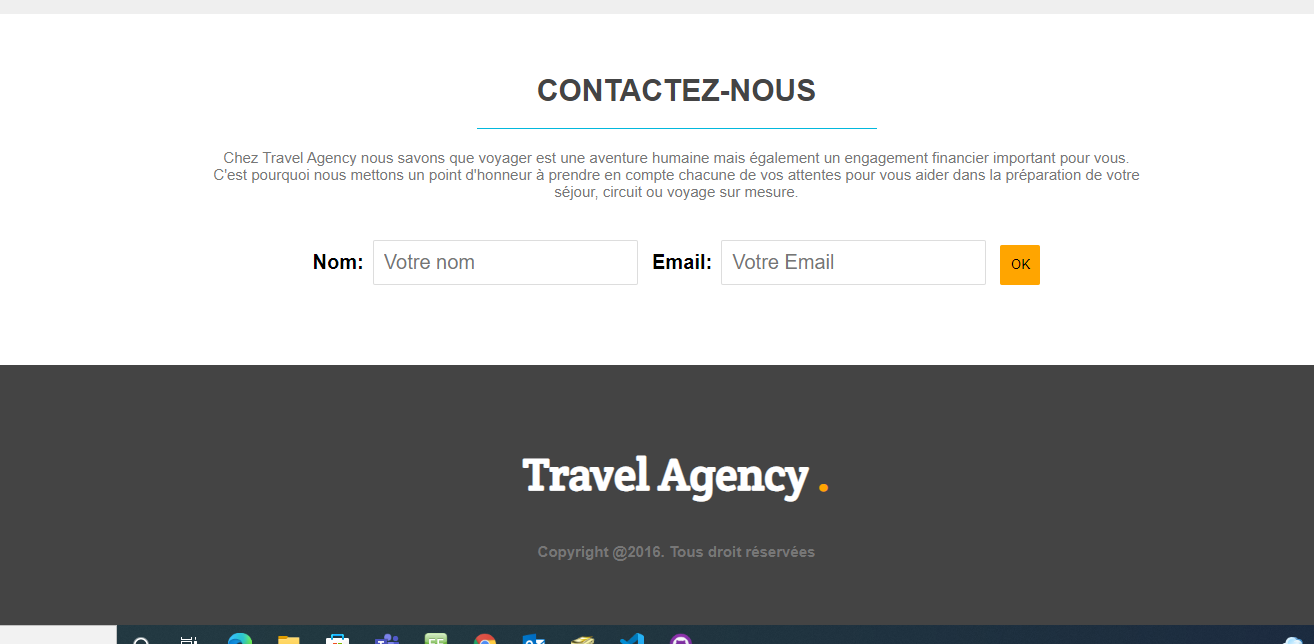 CONTACTEZ-NOUS
Chez Travel Agency nous savons que voyager est une aventure humaine mais également un engagement financier important pour vous.
C'est pourquoi nous mettons un point d'honneur à prendre en compte chacune de vos attentes pour vous aider dans la préparation de votre
séjour, circuit ou voyage sur mesure.
Nom: Votre nom Email: Votre Email OK
Travel Agency .
Copyright @2016. Tous droit réservées